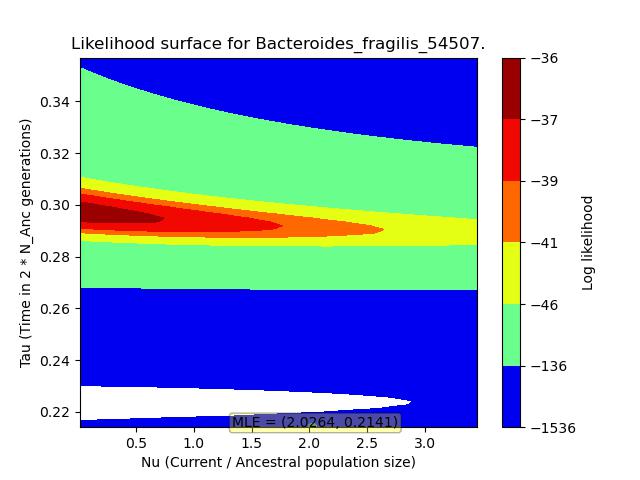 Likelihood surface for Bacteroides_fragilis_54507.
Tau (Time in 2 * N_Anc generations)
0.34
0.32
0.30
0.28
0.26
0.24
0.22
MLE = (2.0264, 0.2141)
0.5 1.0 1.5 2.0 2.5 3.0
Nu (Current / Ancestral population size)
−36
−37
−39
−41
−46
−136
−1536
Log likelihood